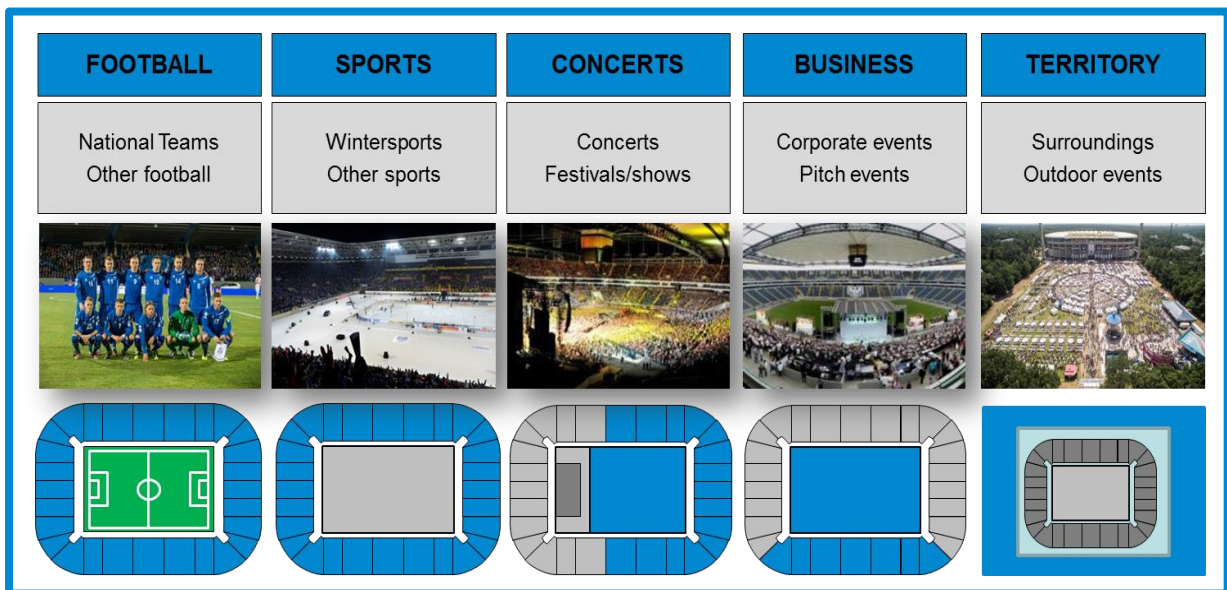 FOOTBALL
SPORTS
CONCERTS
BUSINESS
TERRITORY
National Teams
Other football
Wintersports
Other sports
Concerts
Festivals/shows
Corporate events
Pitch events
Surroundings
Outdoor events